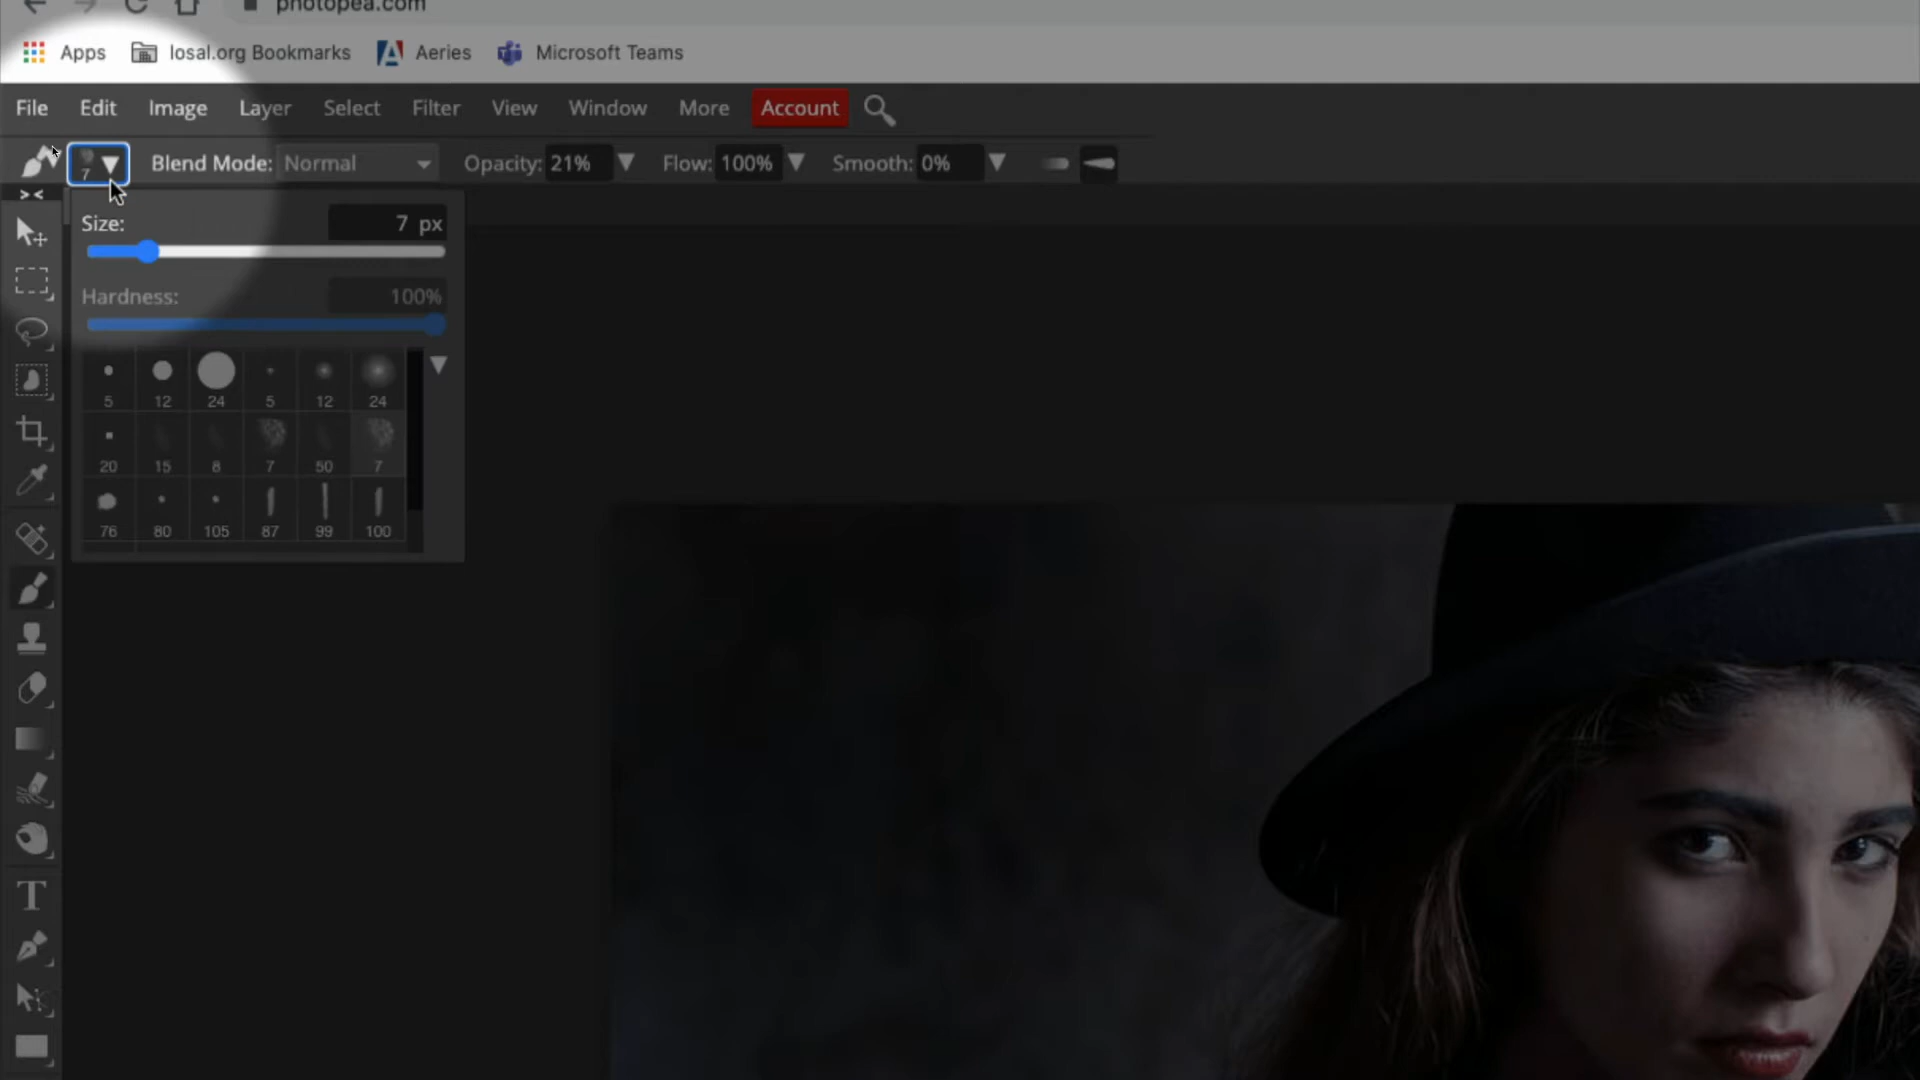 photopea.com
Apps losal.org Bookmarks Aeries Microsoft Teams
File Edit Image Layer Select Filter View Window More Account
7 Blend Mode: Normal Opacity: 21% Flow: 100% Smooth: 0%
Size: 7 px
Hardness: 100%
5 12 24 5 12 24
20 15 8 7 50 7
76 80 105 87 99 100